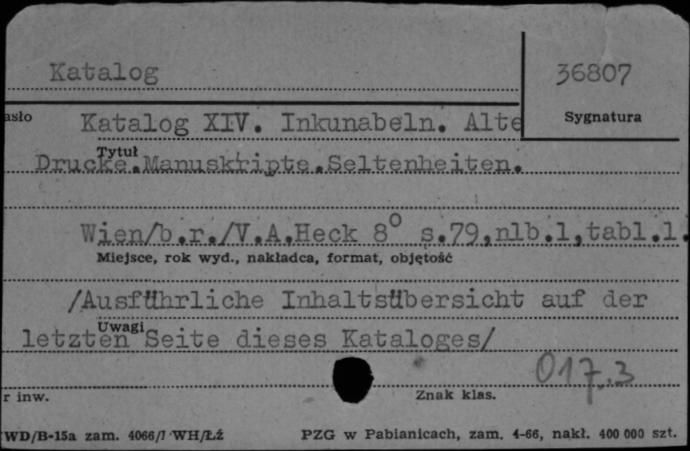 Katalog
36807
asło
Sygnatura
Katalog XIV. Inkunabeln. Alte
Tytuł
Drucke.Manuskripte.Seltenheiten.
Wien/b.r./V.A.Heck 8° s.79,nlb.1,tabl.1.
Miejsce, rok wyd., nakładca, format, objętość
/Ausführliche Inhaltsübersicht auf der
Uwagi
letzten Seite dieses Kataloges/
017.3
r inw.
Znak klas.
WD/B-15a zam. 4066/I WH/Łź
PZG w Pabianicach, zam. 4-66, nakł. 400 000 szt.